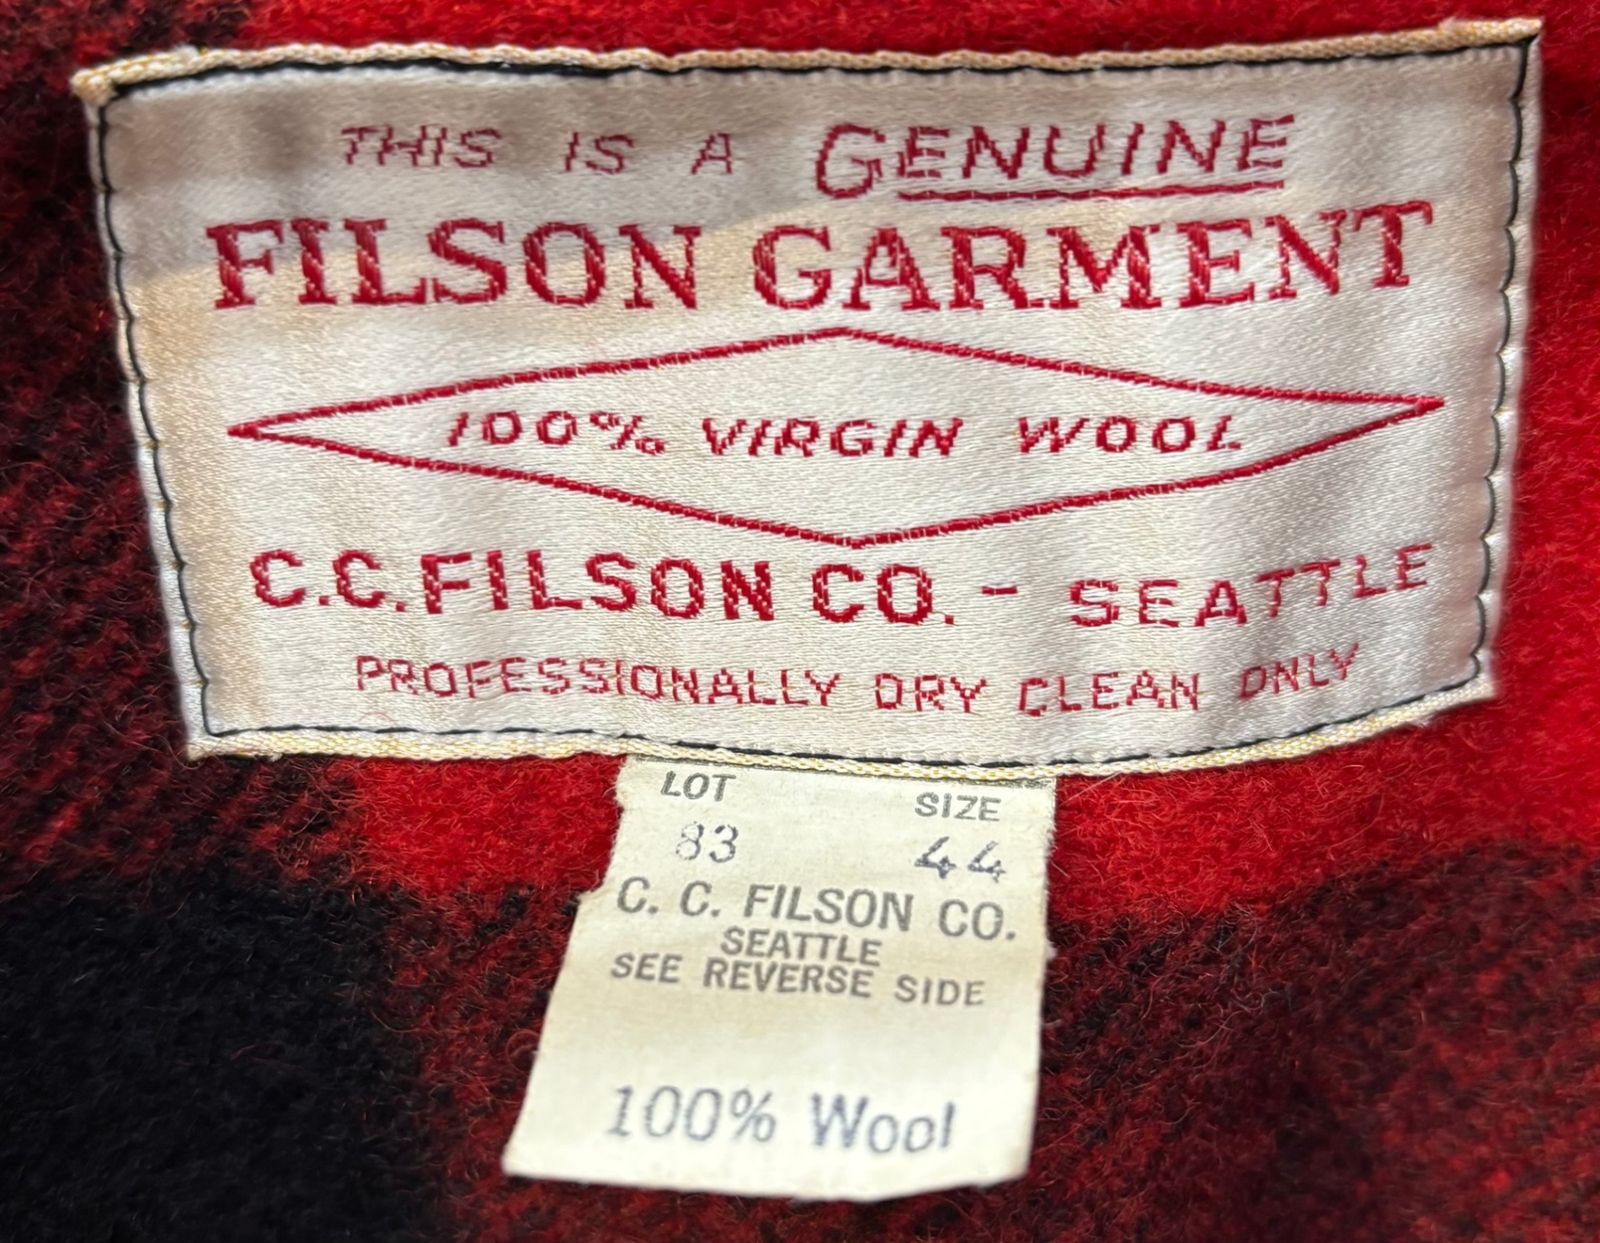 THIS IS A GENUINE
FILSON GARMENT
100% VIRGIN WOOL
C.C. FILSON CO. - SEATTLE
PROFESSIONALLY DRY CLEAN ONLY
LOT SIZE
83 44
C. C. FILSON CO.
SEATTLE
SEE REVERSE SIDE
100% Wool